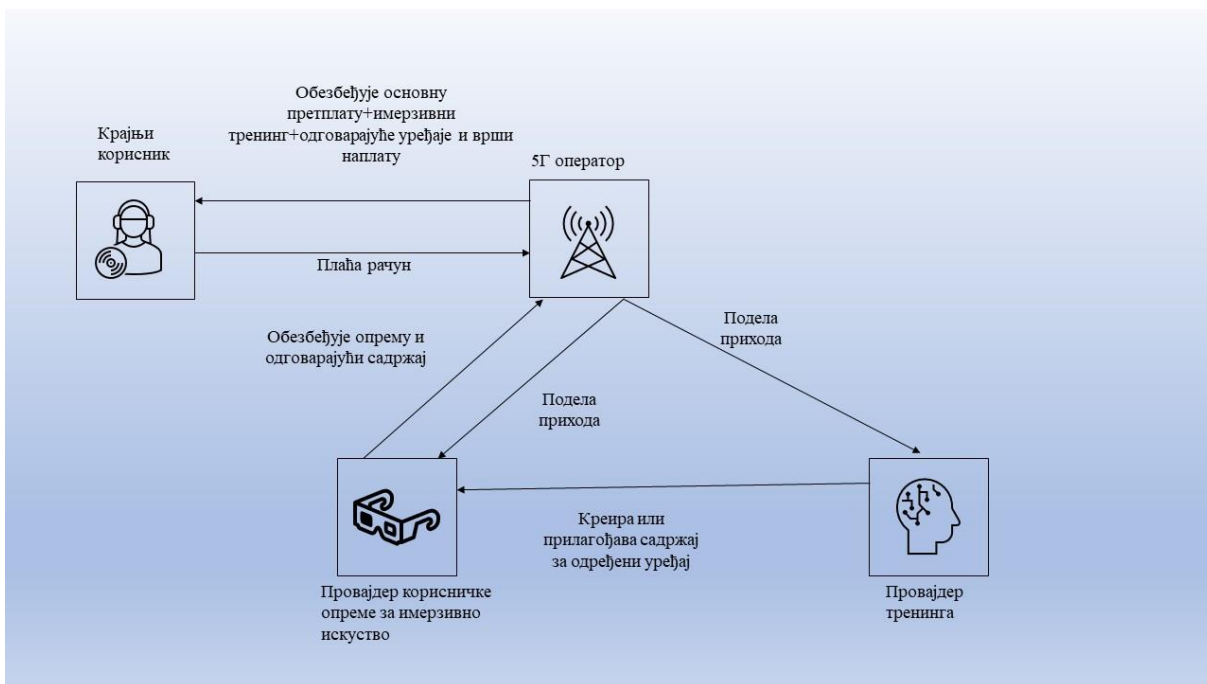 Обезбеђује основну
претплату+имерзивни
тренинг+одговарајуће уређаје и врши
наплату
Крајњи
корисник
5Г оператор
Плаћа рачун
Обезбеђује опрему и
одговарајући садржај
Подела
прихода
Подела
прихода
Креира или
прилагођава садржај
за одређени уређај
Провајдер корисничке
опреме за имерзивно
искуство
Провајдер
тренинга